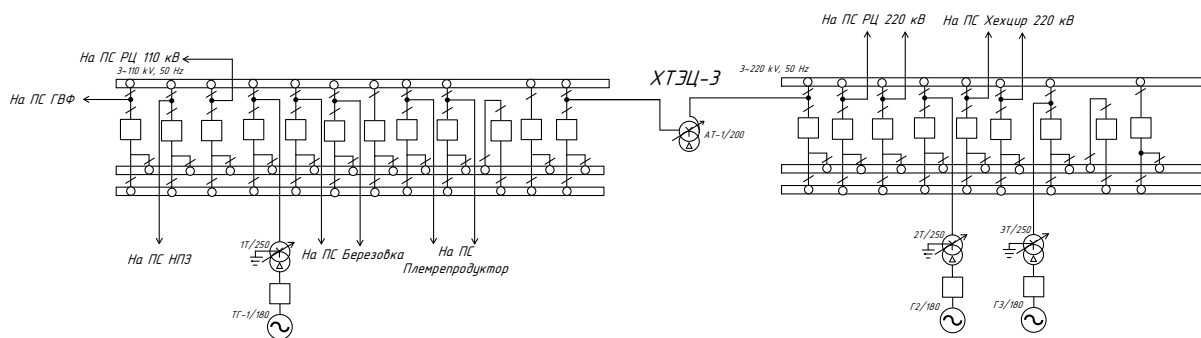 На ПС РЦ 110 кВ
3~110 kV, 50 Hz
На ПС ГВФ
На ПС НПЗ
1Т/250
На ПС Березовка
На ПС
Племрепродуктор
ТГ-1/180
ХТЭЦ-3
АТ-1/200
На ПС РЦ 220 кВ
На ПС Хехцир 220 кВ
3~220 kV, 50 Hz
2Т/250
3Т/250
Г2/180
Г3/180